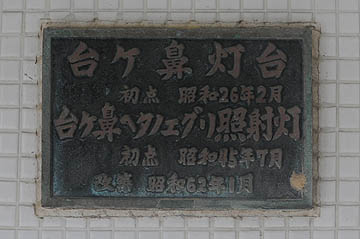 台ケ鼻灯台
初点 昭和26年2月
台ケ鼻ヘタノエグリ照射灯
初点 昭和45年7月
改築 昭和62年1月